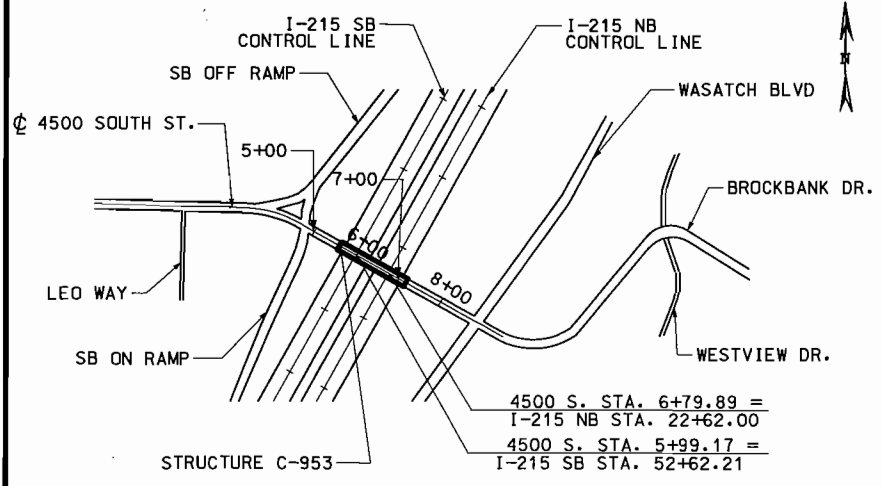 I-215 SB
CONTROL LINE
I-215 NB
CONTROL LINE
N
SB OFF RAMP
WASATCH BLVD
℄ 4500 SOUTH ST.
5+00
7+00
BROCKBANK DR.
6+00
8+00
LEO WAY
SB ON RAMP
WESTVIEW DR.
4500 S. STA. 6+79.89 =
I-215 NB STA. 22+62.00
4500 S. STA. 5+99.17 =
I-215 SB STA. 52+62.21
STRUCTURE C-953